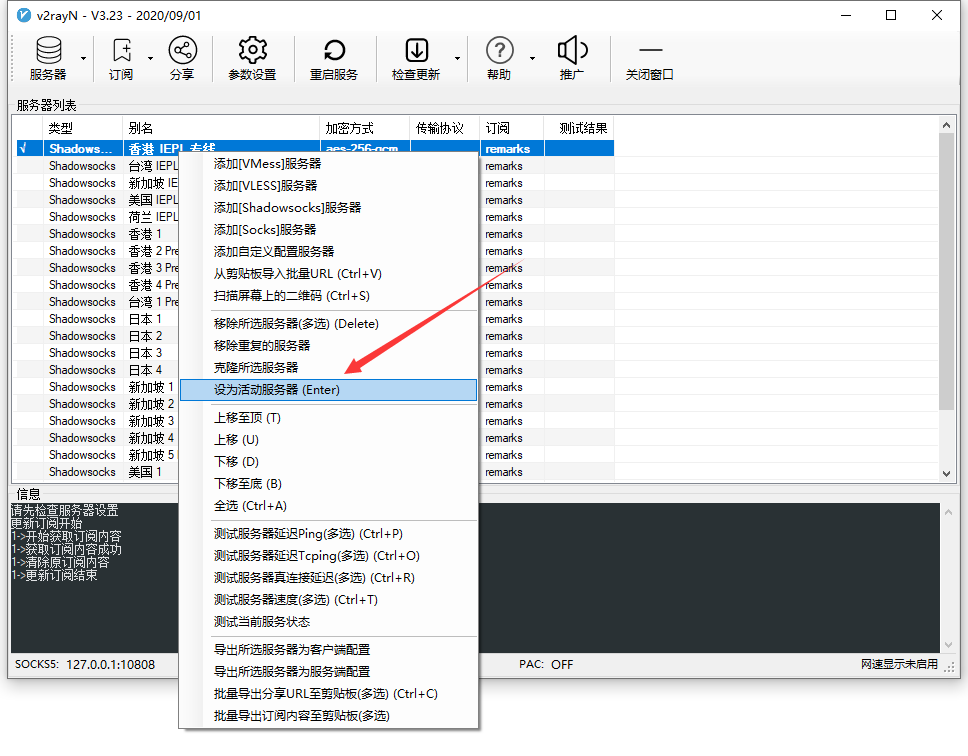 v2rayN - V3.23 - 2020/09/01
服务器 订阅 分享 参数设置 重启服务 检查更新 帮助 推广 关闭窗口
服务器列表
类型 别名 加密方式 传输协议 订阅 测试结果
√ Shadows... 香港 IEPL 专线 aes-256-gcm remarks
Shadowsocks 台湾 IEPL remarks
Shadowsocks 新加坡 IE remarks
Shadowsocks 美国 IEPL remarks
Shadowsocks 荷兰 IEPL remarks
Shadowsocks 香港 1 remarks
Shadowsocks 香港 2 Pre remarks
Shadowsocks 香港 3 Pre remarks
Shadowsocks 香港 4 Pre remarks
Shadowsocks 台湾 1 Pre remarks
Shadowsocks 日本 1 remarks
Shadowsocks 日本 2 remarks
Shadowsocks 日本 3 remarks
Shadowsocks 日本 4 remarks
Shadowsocks 新加坡 1 remarks
Shadowsocks 新加坡 2 remarks
Shadowsocks 新加坡 3 remarks
Shadowsocks 新加坡 4 remarks
Shadowsocks 新加坡 5 remarks
Shadowsocks 美国 1 remarks
添加[VMess]服务器
添加[VLESS]服务器
添加[Shadowsocks]服务器
添加[Socks]服务器
添加自定义配置服务器
从剪贴板导入批量URL (Ctrl+V)
扫描屏幕上的二维码 (Ctrl+S)
移除所选服务器(多选) (Delete)
移除重复的服务器
克隆所选服务器
设为活动服务器 (Enter)
上移至顶 (T)
上移 (U)
下移 (D)
下移至底 (B)
全选 (Ctrl+A)
测试服务器延迟Ping(多选) (Ctrl+P)
测试服务器延迟Tcping(多选) (Ctrl+O)
测试服务器真连接延迟(多选) (Ctrl+R)
测试服务器速度(多选) (Ctrl+T)
测试当前服务状态
导出所选服务器为客户端配置
导出所选服务器为服务端配置
批量导出分享URL至剪贴板(多选) (Ctrl+C)
批量导出订阅内容至剪贴板(多选)
信息
请先检查服务器设置
更新订阅开始
1->开始获取订阅内容
1->获取订阅内容成功
1->清除原订阅内容
1->更新订阅结束
SOCKS5: 127.0.0.1:10808 PAC: OFF 网速显示未启用